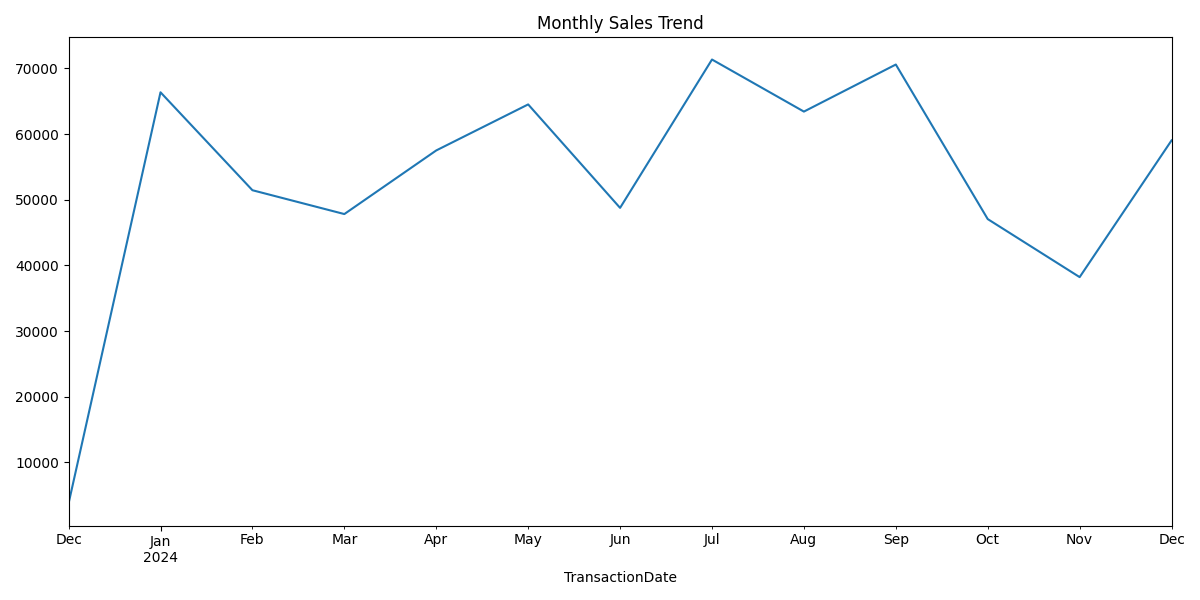 Monthly Sales Trend
70000
60000
50000
40000
30000
20000
10000
Dec Jan Feb Mar Apr May Jun Jul Aug Sep Oct Nov Dec
2024
TransactionDate